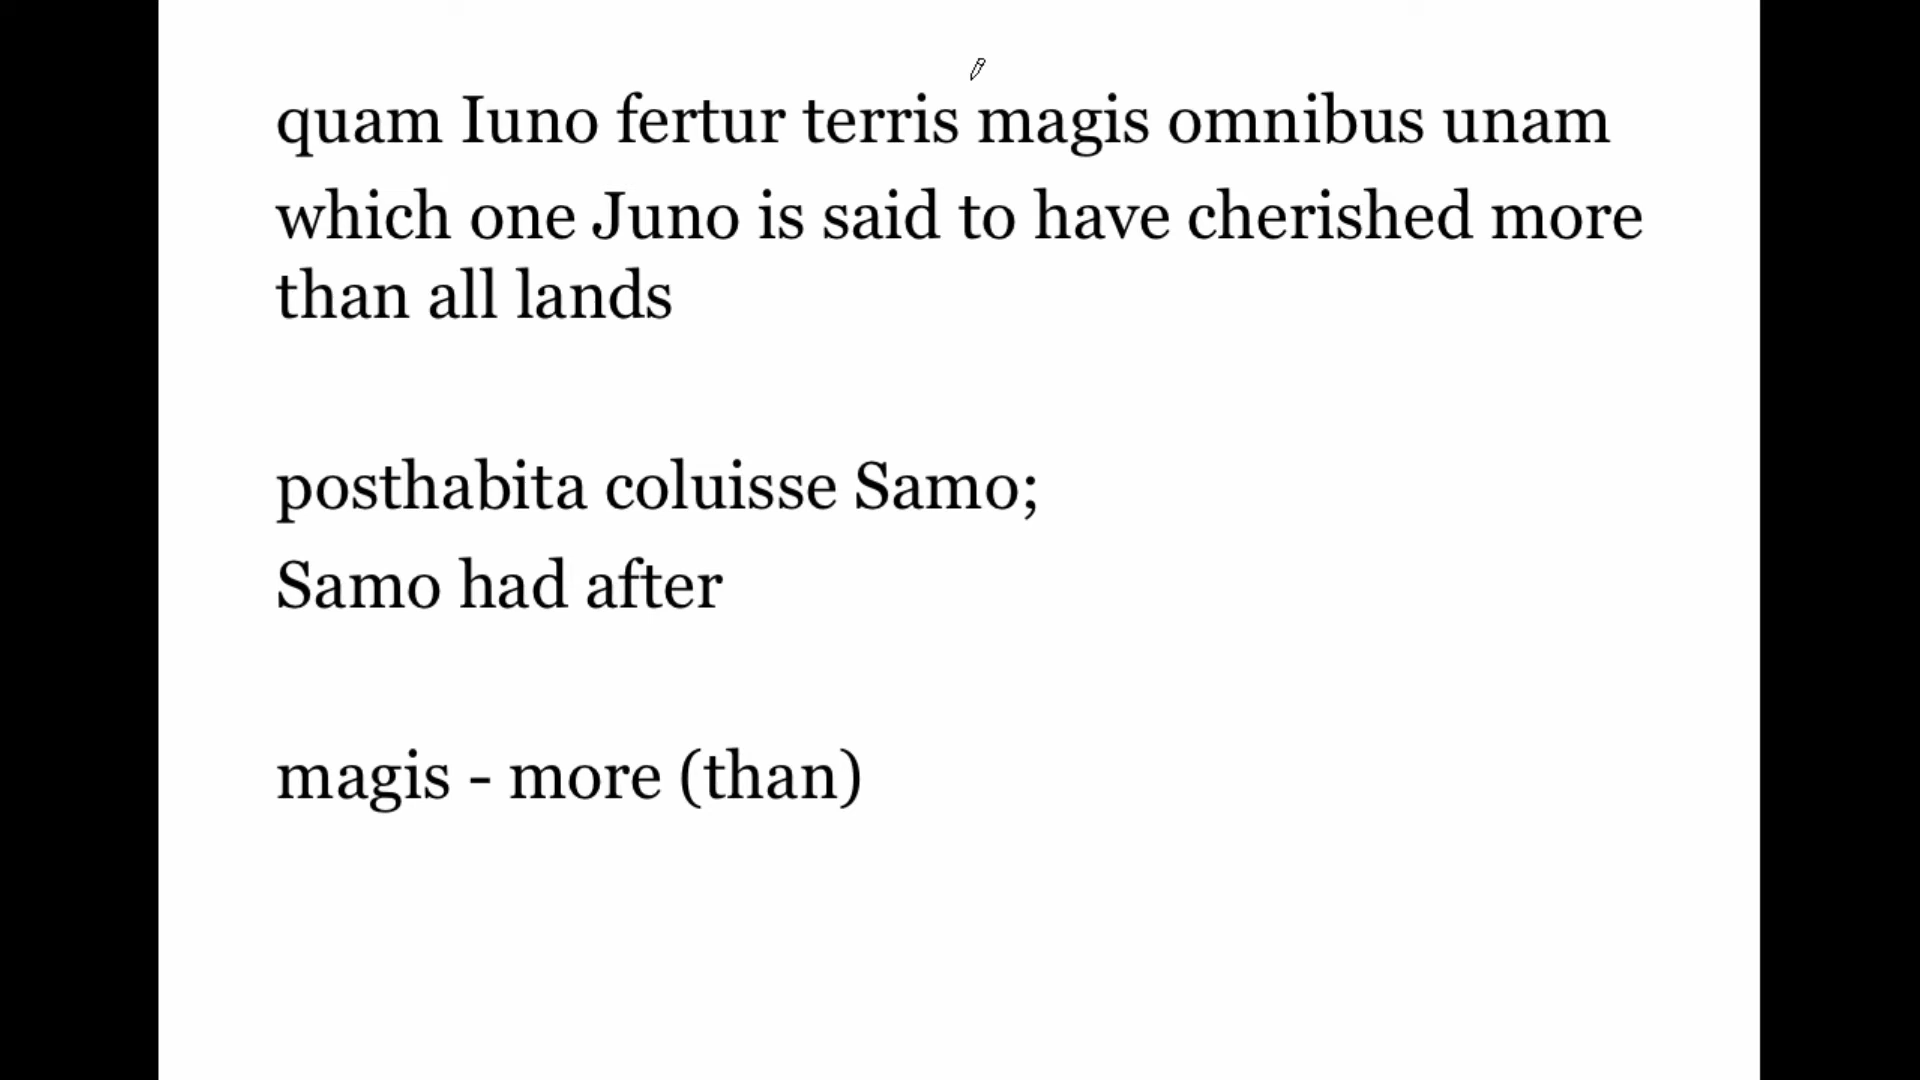 quam Iuno fertur terris magis omnibus unam
which one Juno is said to have cherished more
than all lands
posthabita coluisse Samo;
Samo had after
magis - more (than)